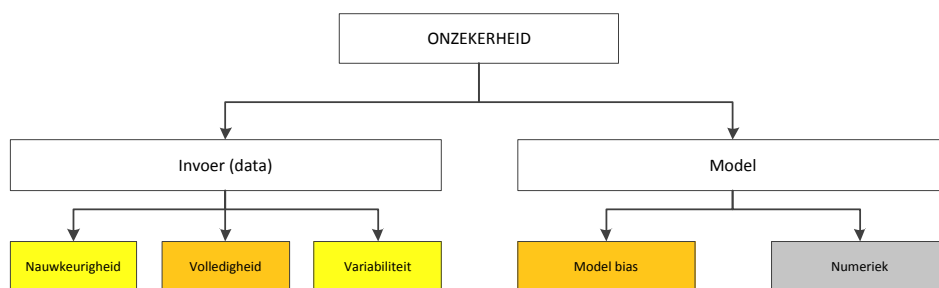 ONZEKERHEID
Invoer (data)
Model
Nauwkeurigheid
Volledigheid
Variabiliteit
Model bias
Numeriek